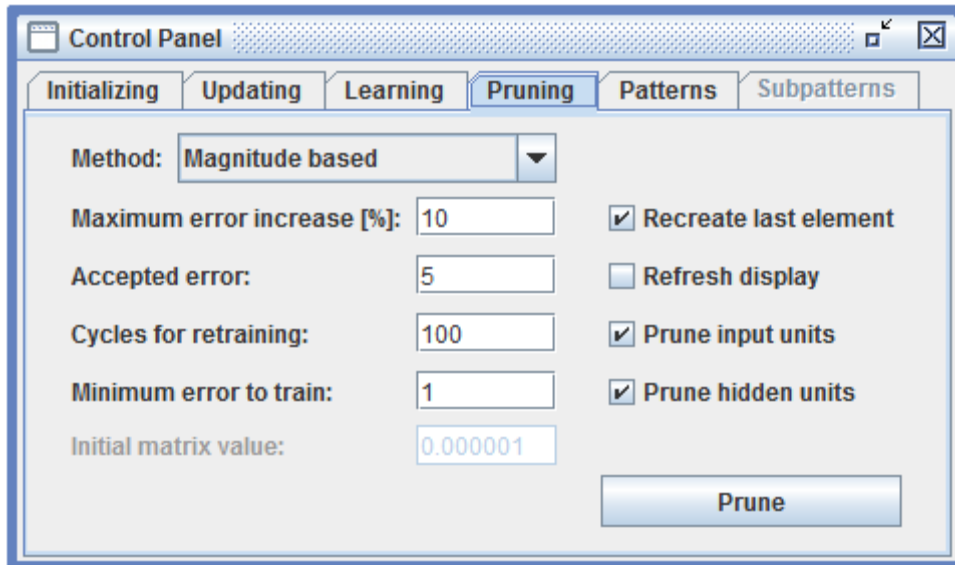 Control Panel
Initializing Updating Learning Pruning Patterns Subpatterns
Method: Magnitude based
Maximum error increase [%]: 10 Recreate last element
Accepted error: 5 Refresh display
Cycles for retraining: 100 Prune input units
Minimum error to train: 1 Prune hidden units
Initial matrix value: 0.000001
Prune